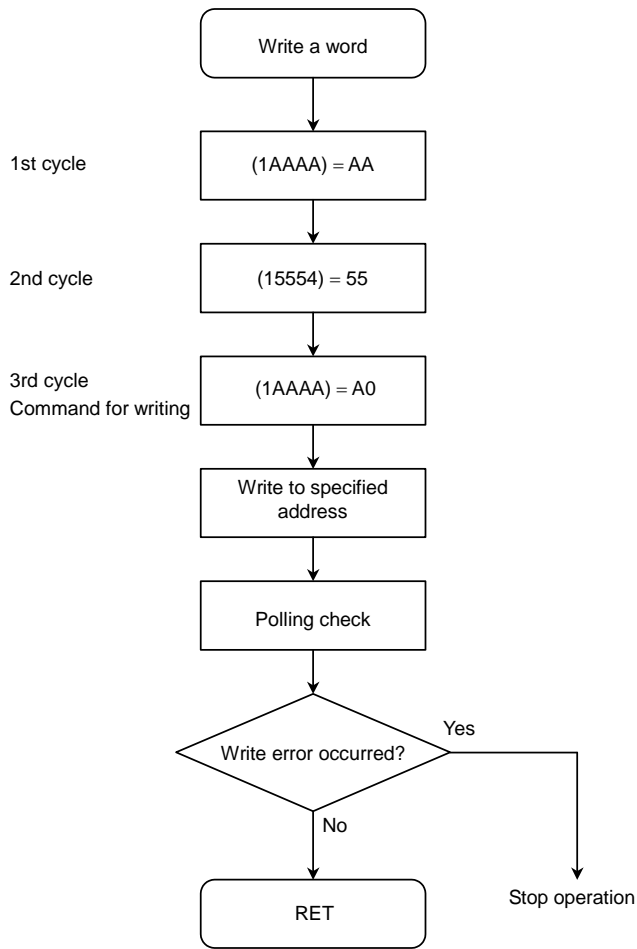 Write a word
1st cycle
(1AAAA) = AA
2nd cycle
(15554) = 55
3rd cycle
Command for writing
(1AAAA) = A0
Write to specified
address
Polling check
Write error occurred?
Yes
No
RET
Stop operation